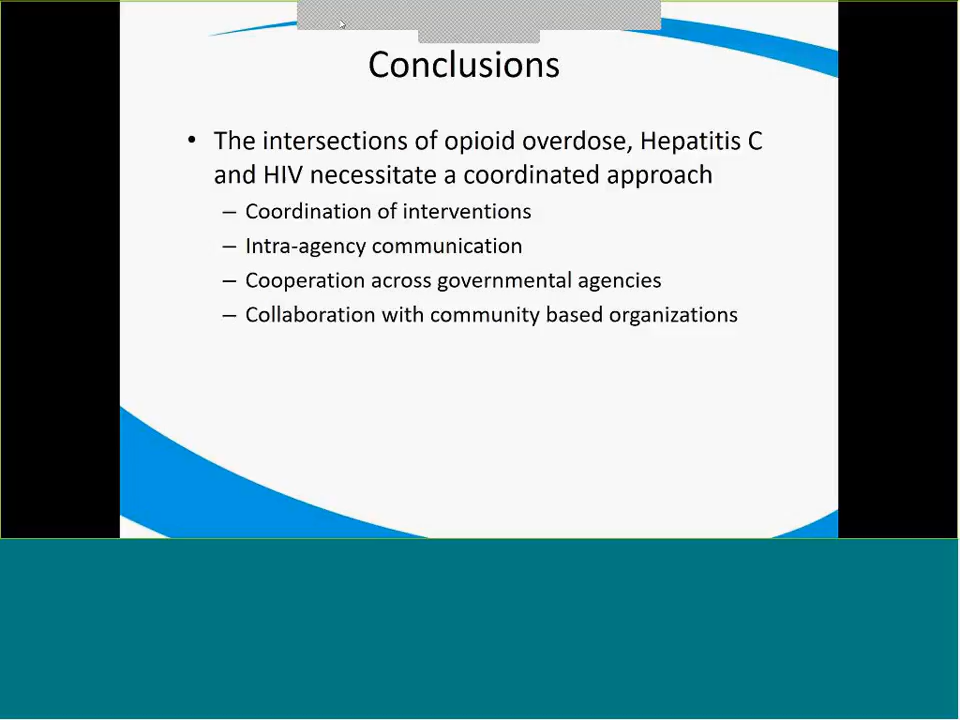 Conclusions
• The intersections of opioid overdose, Hepatitis C
and HIV necessitate a coordinated approach
– Coordination of interventions
– Intra-agency communication
– Cooperation across governmental agencies
– Collaboration with community based organizations